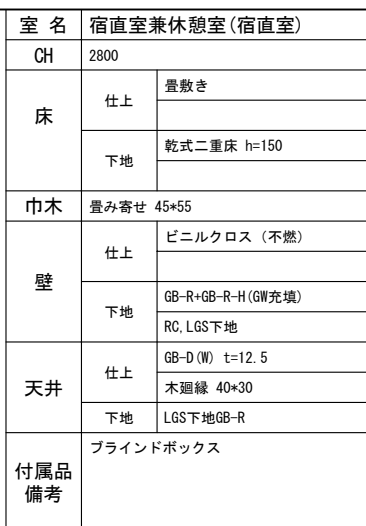 室 名 宿直室兼休憩室(宿直室)
CH 2800
床 仕上 畳敷き
下地 乾式二重床 h=150
巾木 畳み寄せ 45*55
壁 仕上 ビニルクロス (不燃)
下地 GB-R+GB-R-H(GW充填)
RC,LGS下地
天井 仕上 GB-D(W) t=12.5
木廻縁 40*30
下地 LGS下地GB-R
付属品 ブラインドボックス
備考